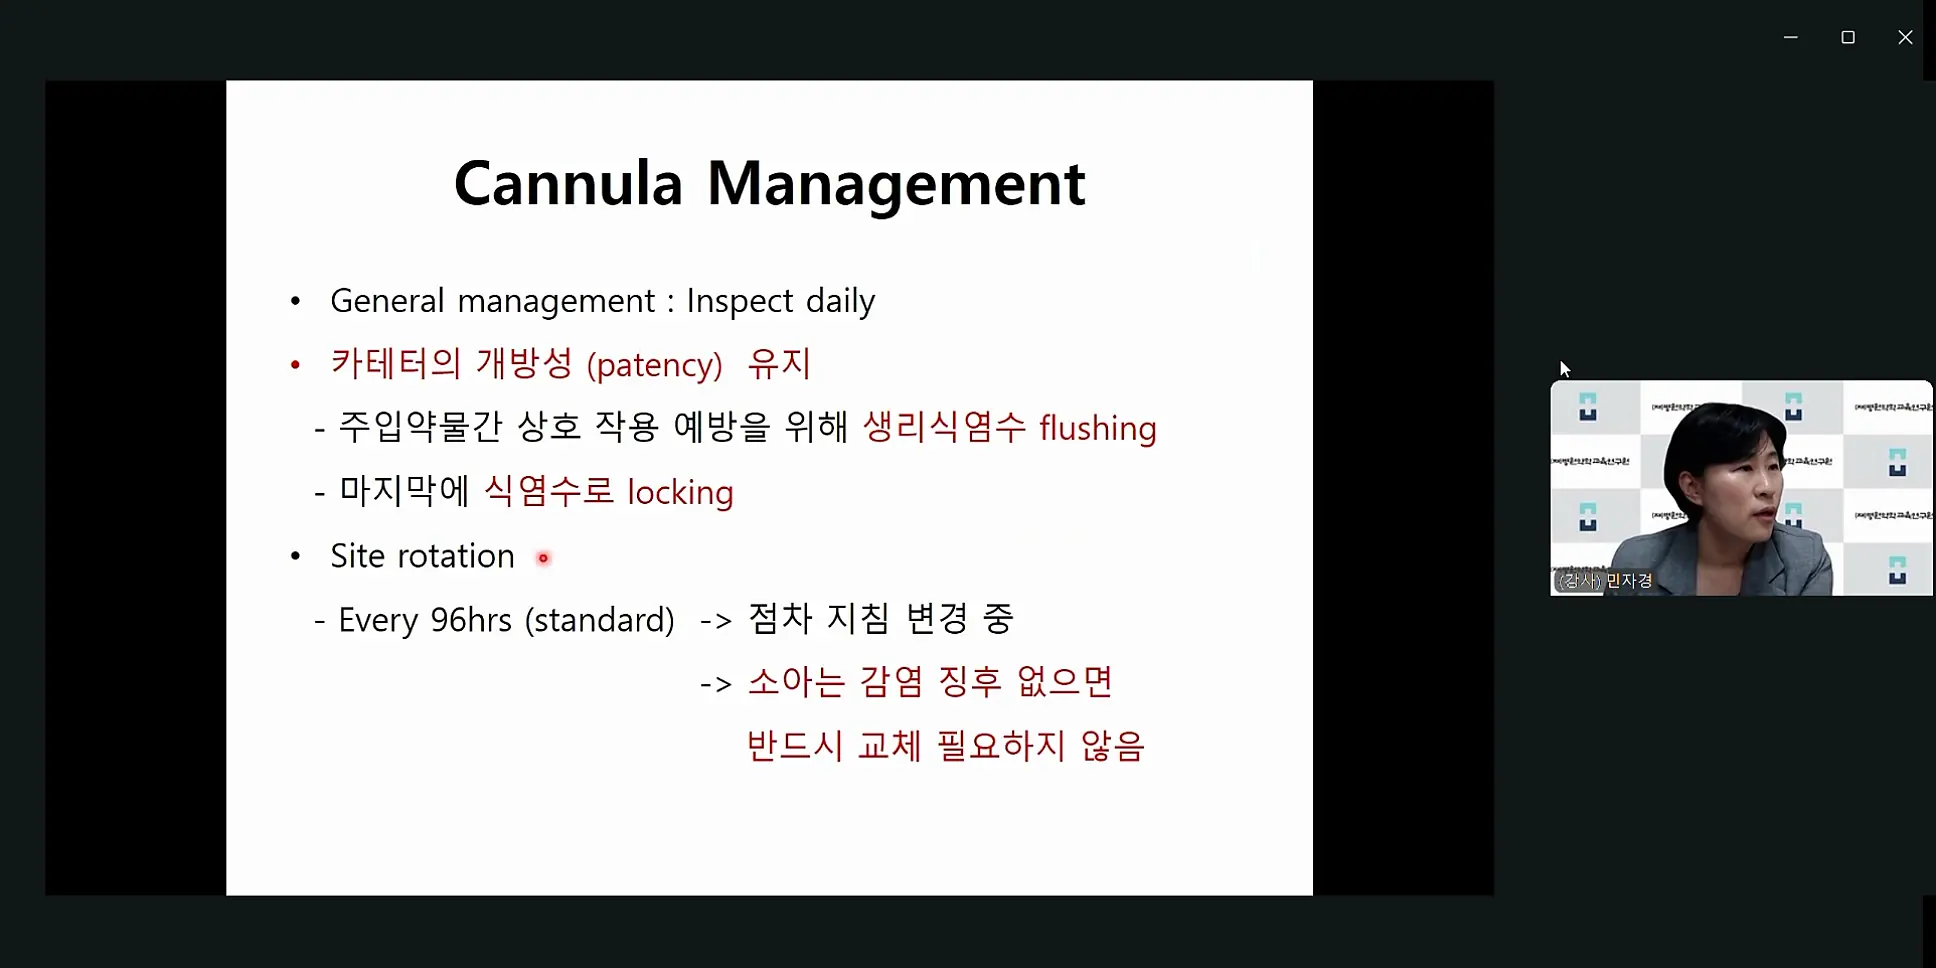 Cannula Management
• General management : Inspect daily
• 카테터의 개방성 (patency) 유지
- 주입약물간 상호 작용 예방을 위해 생리식염수 flushing
- 마지막에 식염수로 locking
• Site rotation
- Every 96hrs (standard) -> 점차 지침 변경 중
-> 소아는 감염 징후 없으면
반드시 교체 필요하지 않음
(강사) 민자경